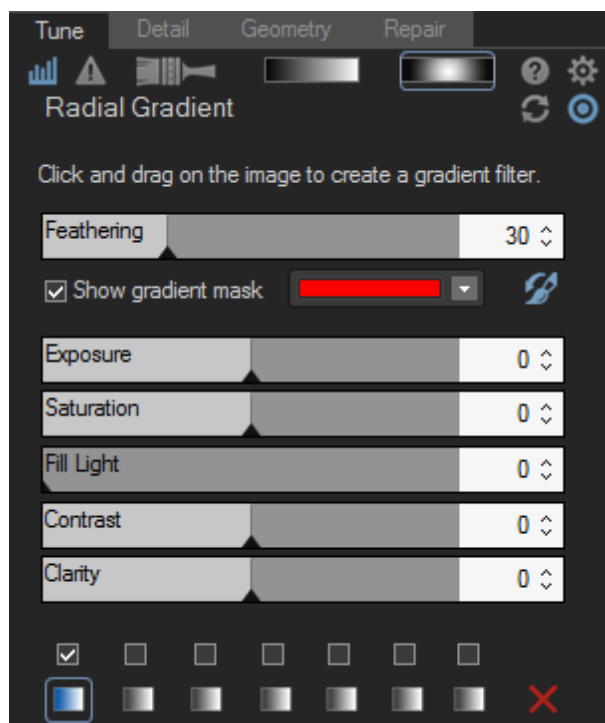 Tune Detail Geometry Repair
Radial Gradient
Click and drag on the image to create a gradient filter.
Feathering 30
Show gradient mask
Exposure 0
Saturation 0
Fill Light 0
Contrast 0
Clarity 0